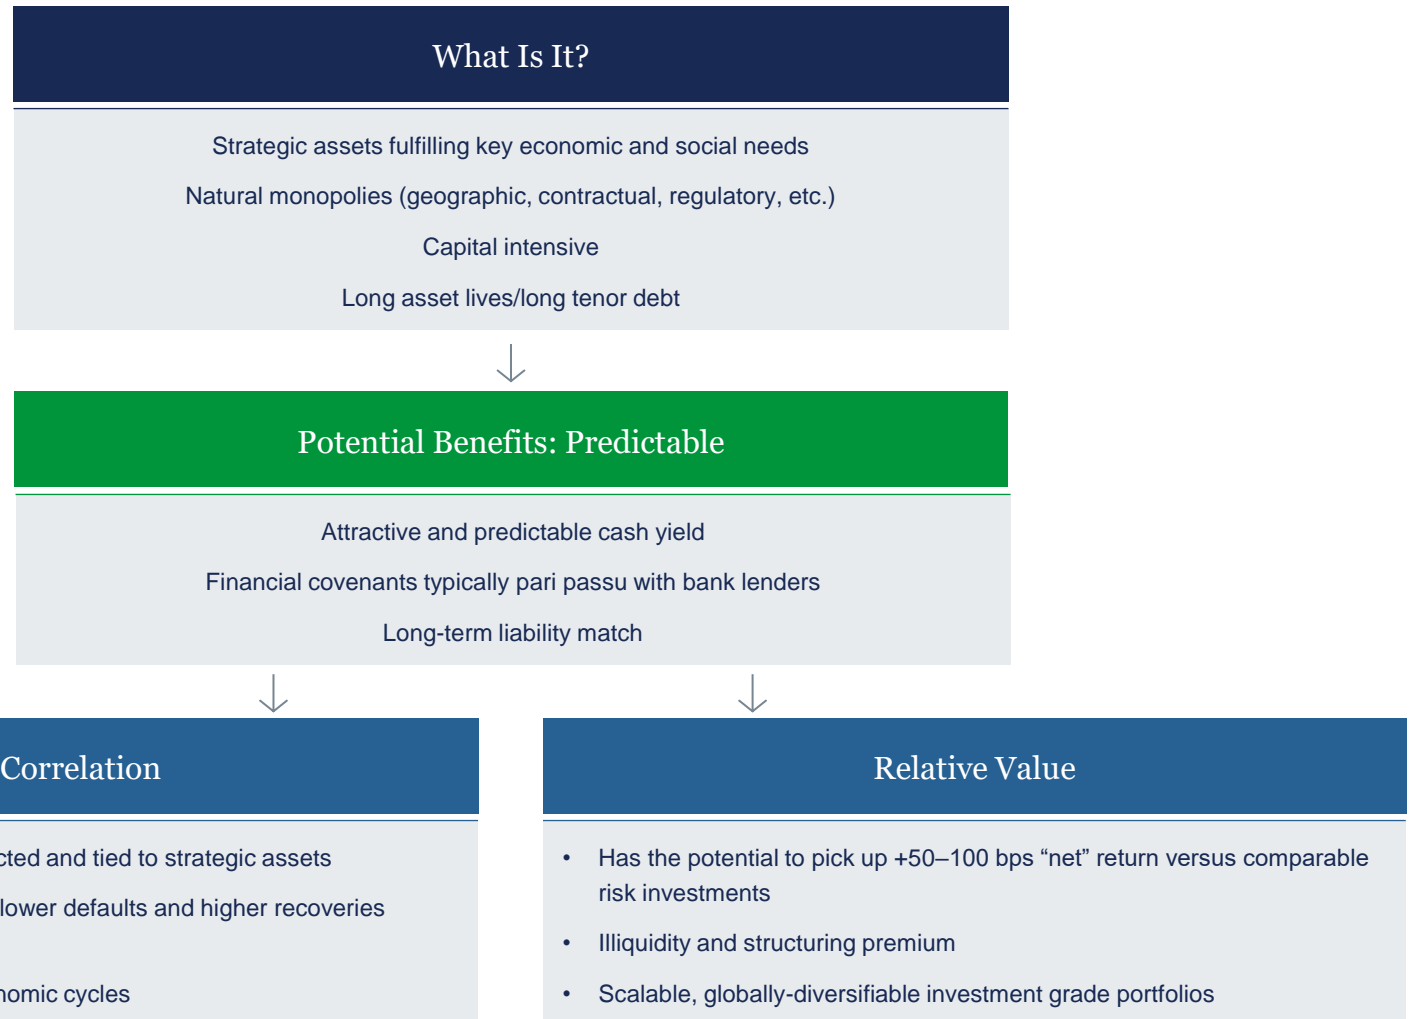 What Is It?
Strategic assets fulfilling key economic and social needs
Natural monopolies (geographic, contractual, regulatory, etc.)
Capital intensive
Long asset lives/long tenor debt
Potential Benefits: Predictable
Attractive and predictable cash yield
Financial covenants typically pari passu with bank lenders
Long-term liability match
Correlation
and tied to strategic assets
lower defaults and higher recoveries
cycles
Relative Value
• Has the potential to pick up +50–100 bps “net” return versus comparable
risk investments
• Illiquidity and structuring premium
• Scalable, globally-diversifiable investment grade portfolios